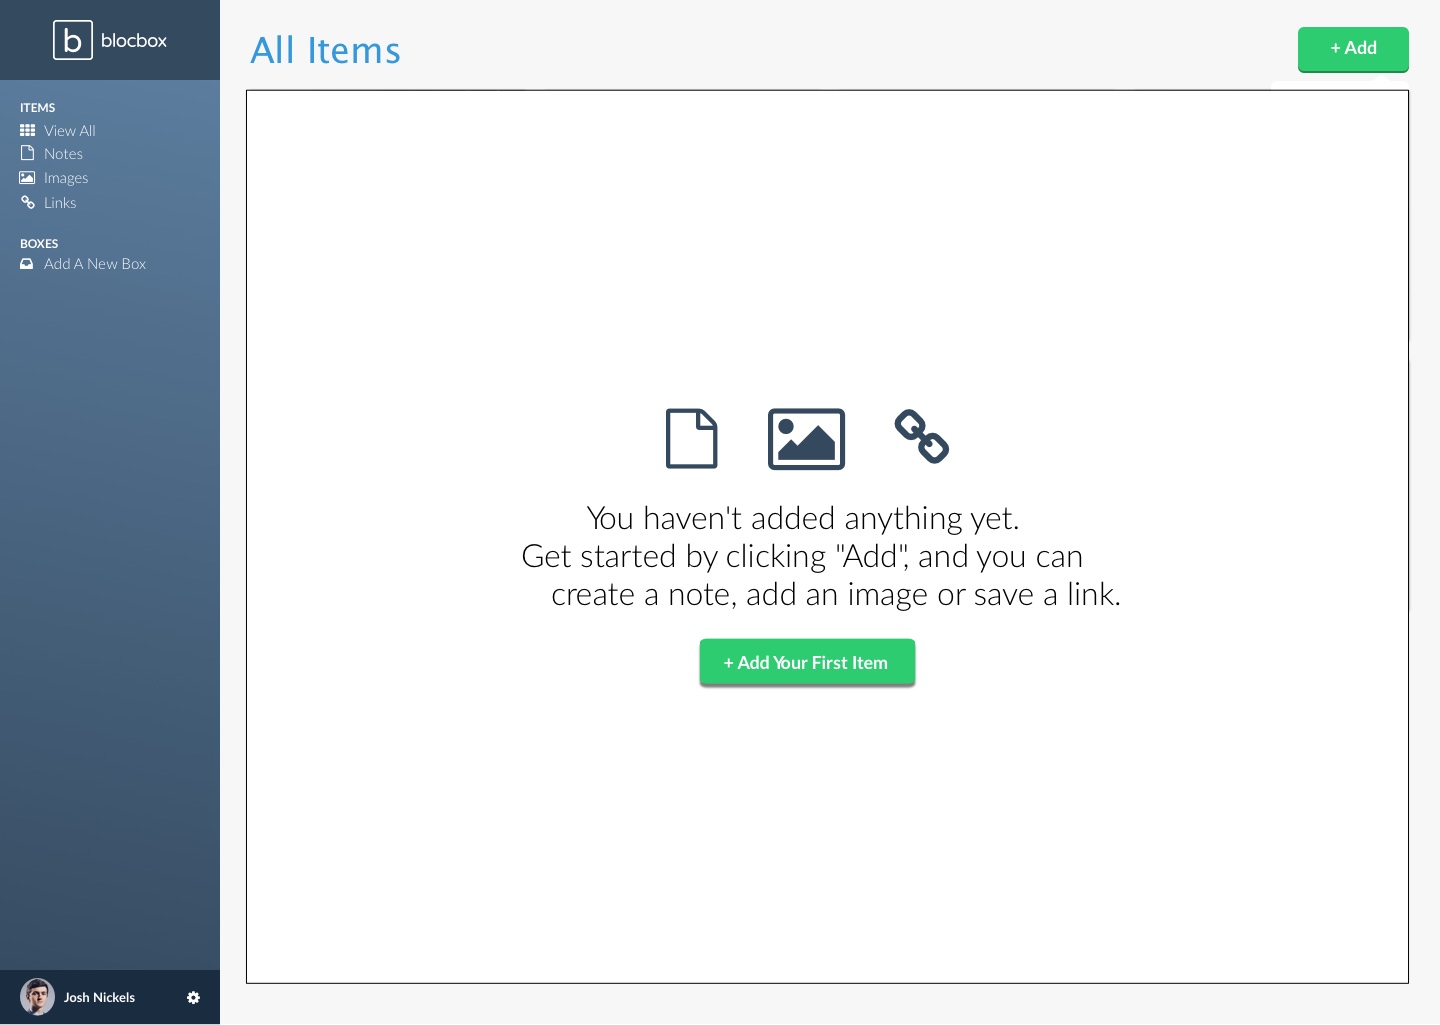 b blocbox
All Items
+ Add
ITEMS
View All
Notes
Images
Links
BOXES
Add A New Box
You haven't added anything yet.
Get started by clicking "Add", and you can
create a note, add an image or save a link.
+ Add Your First Item
Josh Nickels